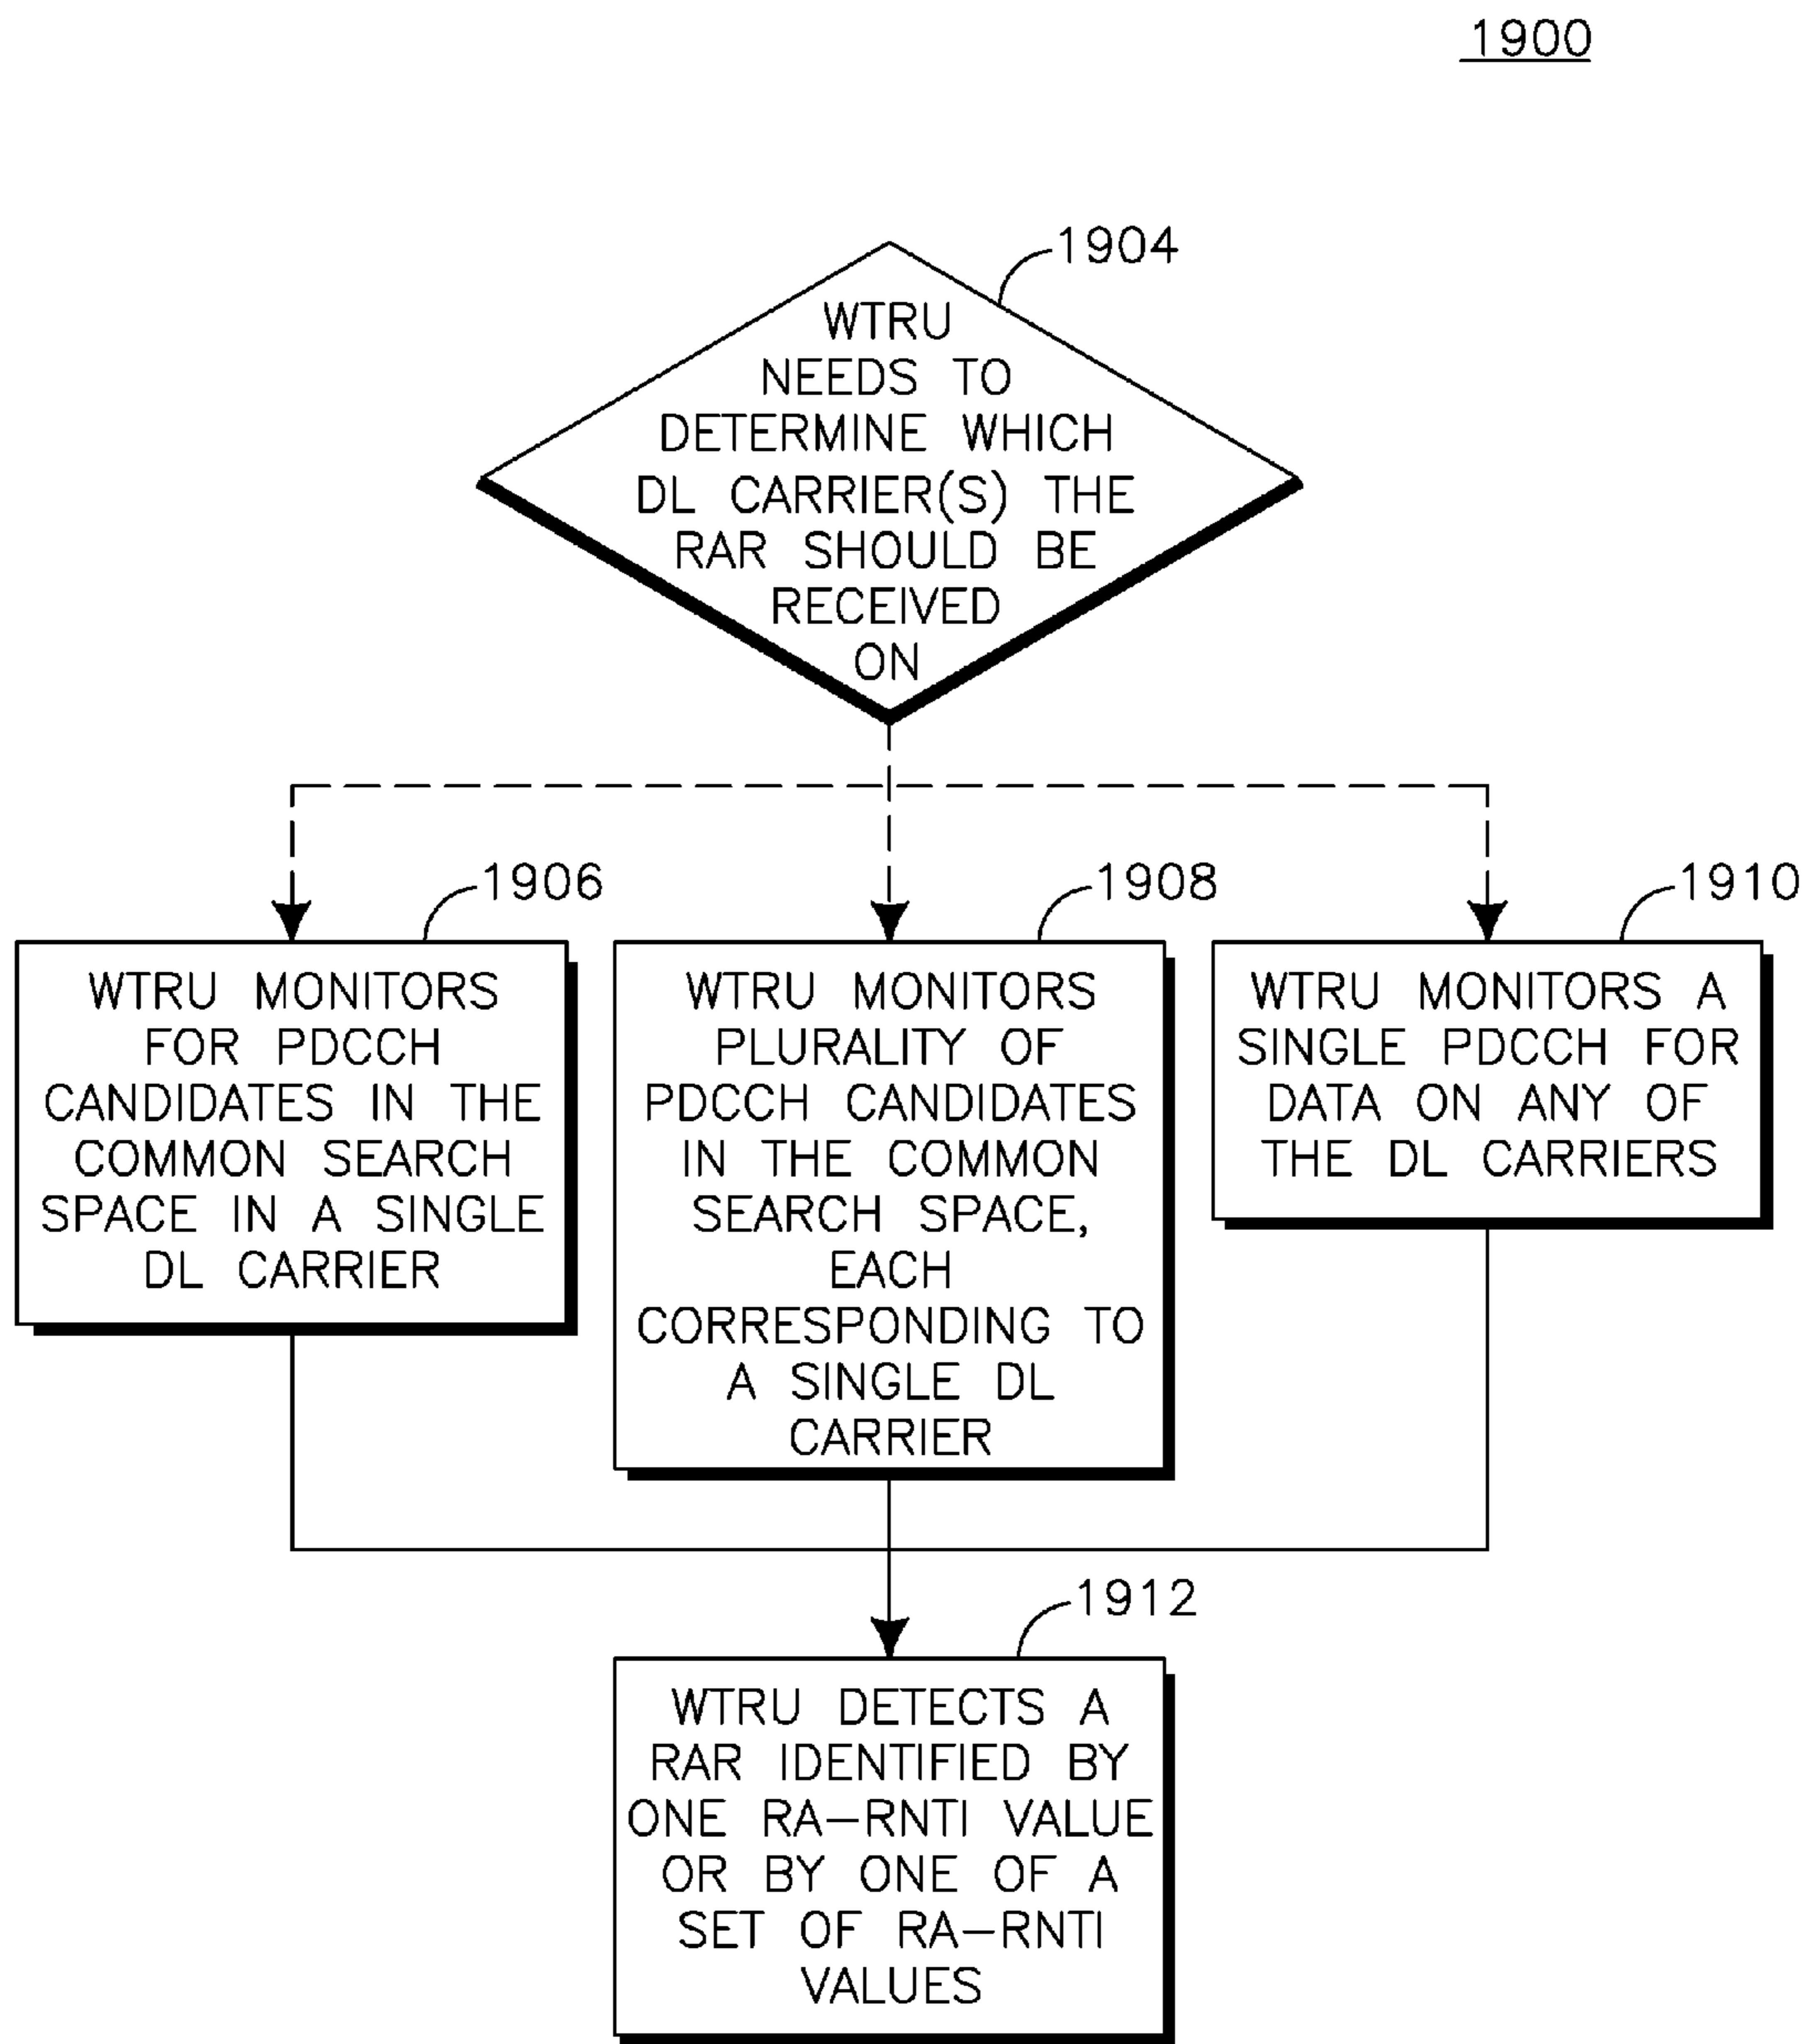 1900
1904
WTRU
NEEDS TO
DETERMINE WHICH
DL CARRIER(S) THE
RAR SHOULD BE
RECEIVED
ON
1906
WTRU MONITORS
FOR PDCCH
CANDIDATES IN THE
COMMON SEARCH
SPACE IN A SINGLE
DL CARRIER
1908
WTRU MONITORS
PLURALITY OF
PDCCH CANDIDATES
IN THE COMMON
SEARCH SPACE,
EACH
CORRESPONDING TO
A SINGLE DL
CARRIER
1910
WTRU MONITORS A
SINGLE PDCCH FOR
DATA ON ANY OF
THE DL CARRIERS
1912
WTRU DETECTS A
RAR IDENTIFIED BY
ONE RA-RNTI VALUE
OR BY ONE OF A
SET OF RA-RNTI
VALUES